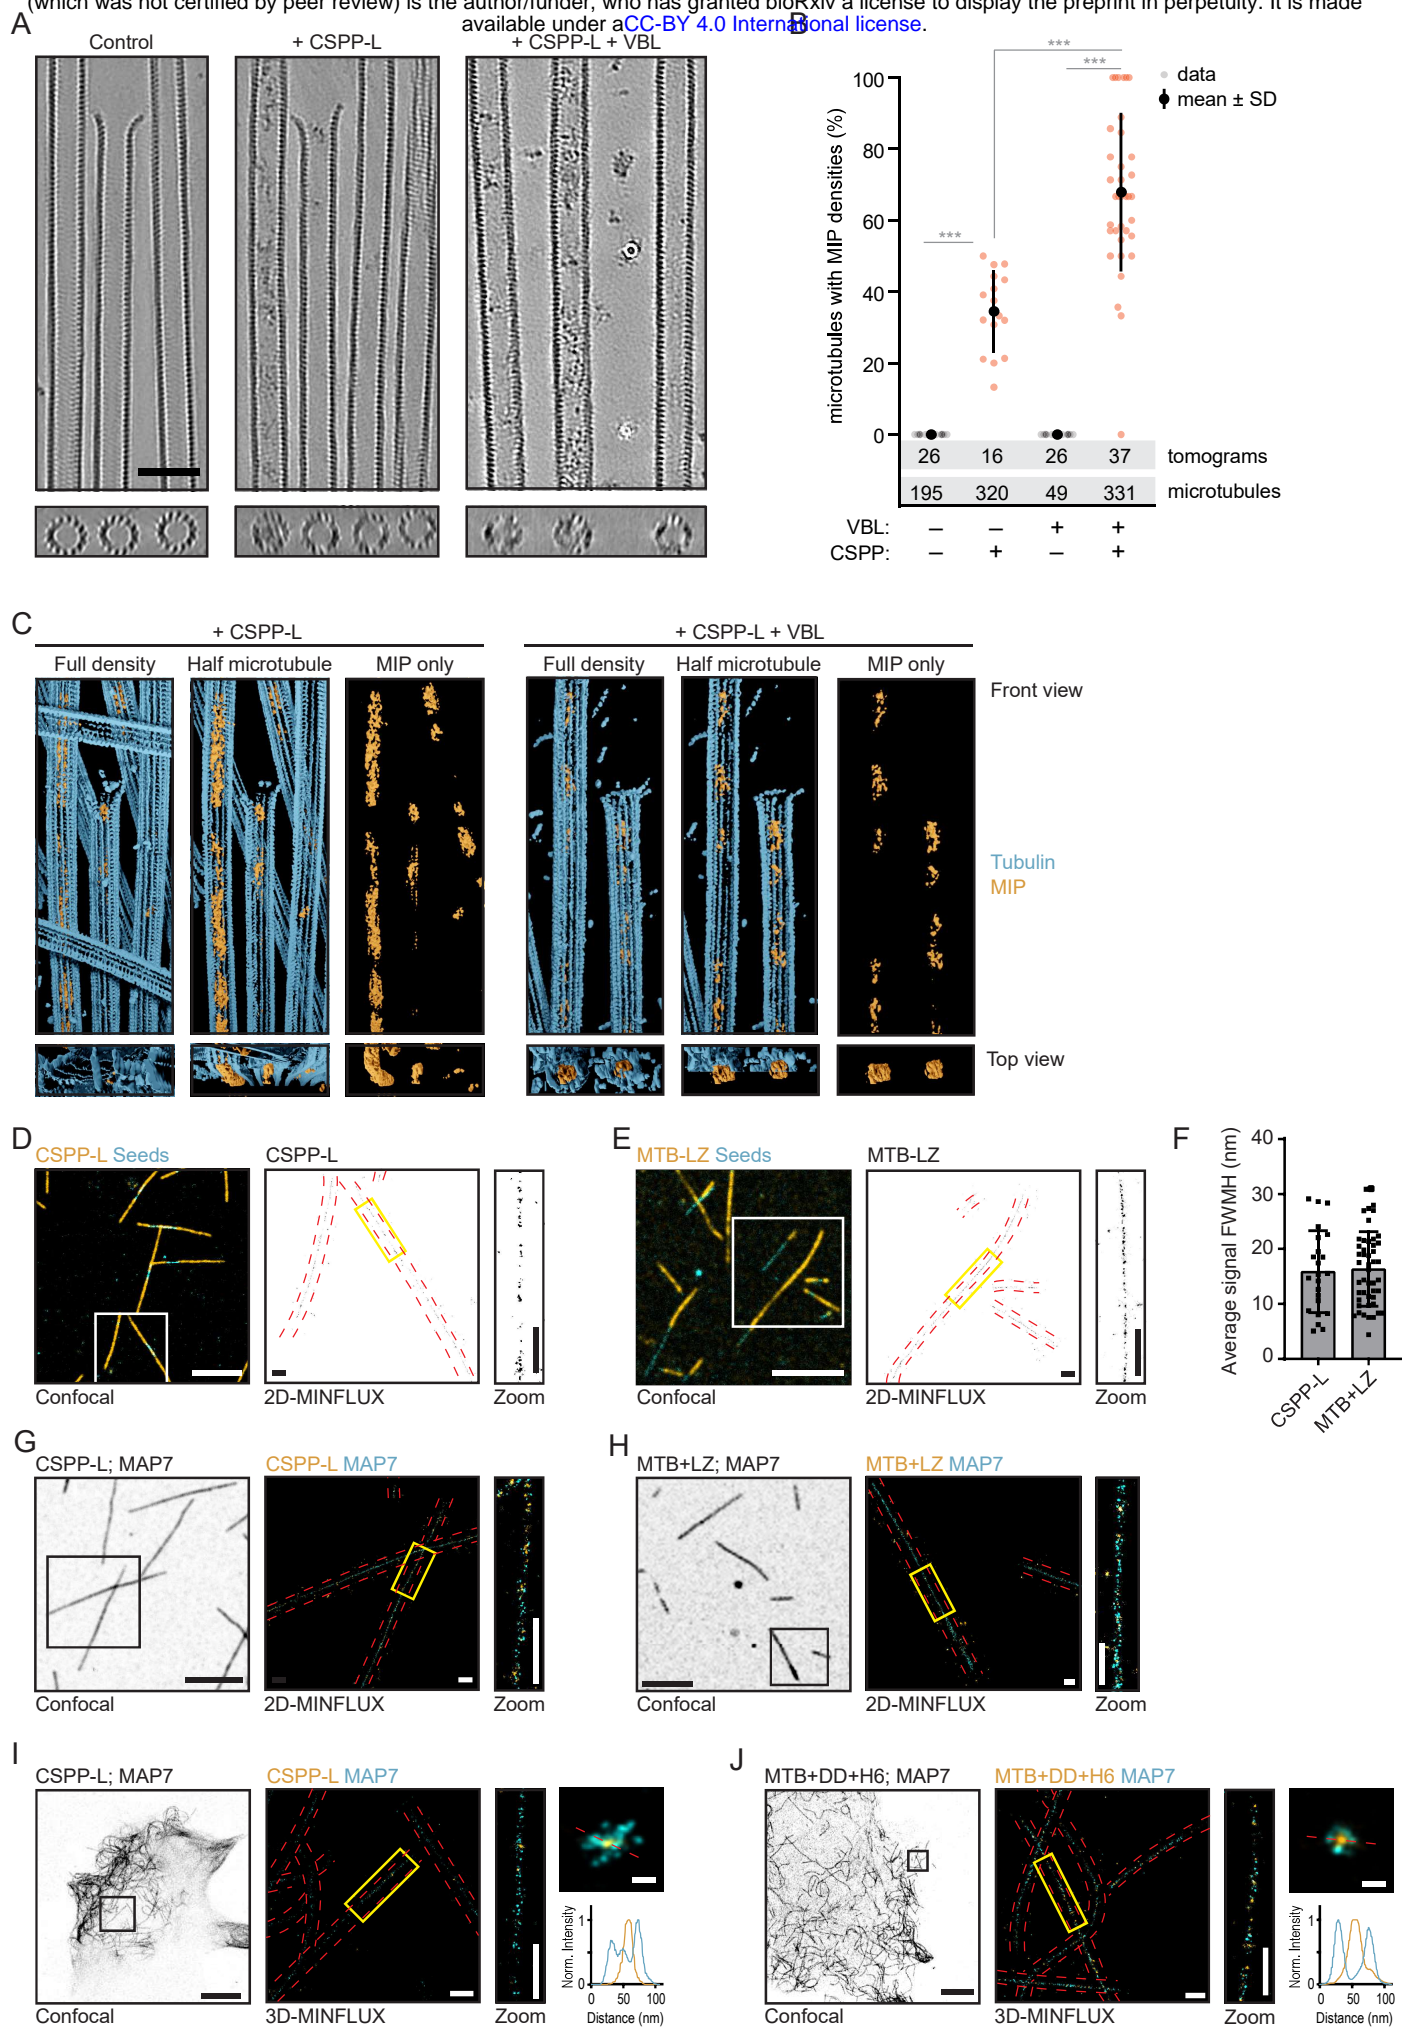 (which was not certified by peer review) is the author/funder, who has granted bioRxiv a license to display the preprint in perpetuity. It is made
available under aCC-BY 4.0 International license.
A
Control
+ CSPP-L
+ CSPP-L + VBL
B
microtubules with MIP densities (%)
100
80
60
40
20
0
***
***
***
data
mean ± SD
26 16 26 37 tomograms
195 320 49 331 microtubules
VBL: – – + +
CSPP: – + – +
C
+ CSPP-L
+ CSPP-L + VBL
Full density Half microtubule MIP only
Full density Half microtubule MIP only
Front view
Tubulin
MIP
Top view
D
CSPP-L Seeds
CSPP-L
Confocal
2D-MINFLUX
Zoom
E
MTB-LZ Seeds
MTB-LZ
Confocal
2D-MINFLUX
Zoom
F
Average signal FWMH (nm)
40
30
20
10
0
CSPP-L
MTB+LZ
G
CSPP-L; MAP7
CSPP-L MAP7
Confocal
2D-MINFLUX
Zoom
H
MTB+LZ; MAP7
MTB+LZ MAP7
Confocal
2D-MINFLUX
Zoom
I
CSPP-L; MAP7
CSPP-L MAP7
Confocal
3D-MINFLUX
Zoom
Norm. Intensity
1
0
0 50 100
Distance (nm)
J
MTB+DD+H6; MAP7
MTB+DD+H6 MAP7
Confocal
3D-MINFLUX
Zoom
Norm. Intensity
1
0
0 50 100
Distance (nm)